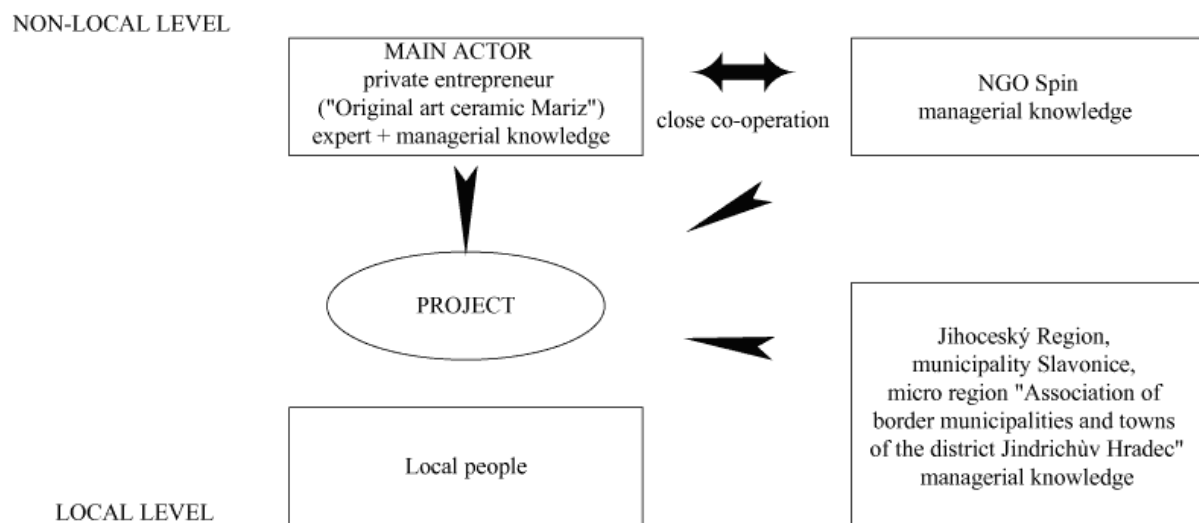 NON-LOCAL LEVEL
MAIN ACTOR
private entrepreneur
("Original art ceramic Mariz")
expert + managerial knowledge
close co-operation
NGO Spin
managerial knowledge
PROJECT
Jihoceský Region,
municipality Slavonice,
micro region "Association of
border municipalities and towns
of the district Jindrichùv Hradec"
managerial knowledge
Local people
LOCAL LEVEL